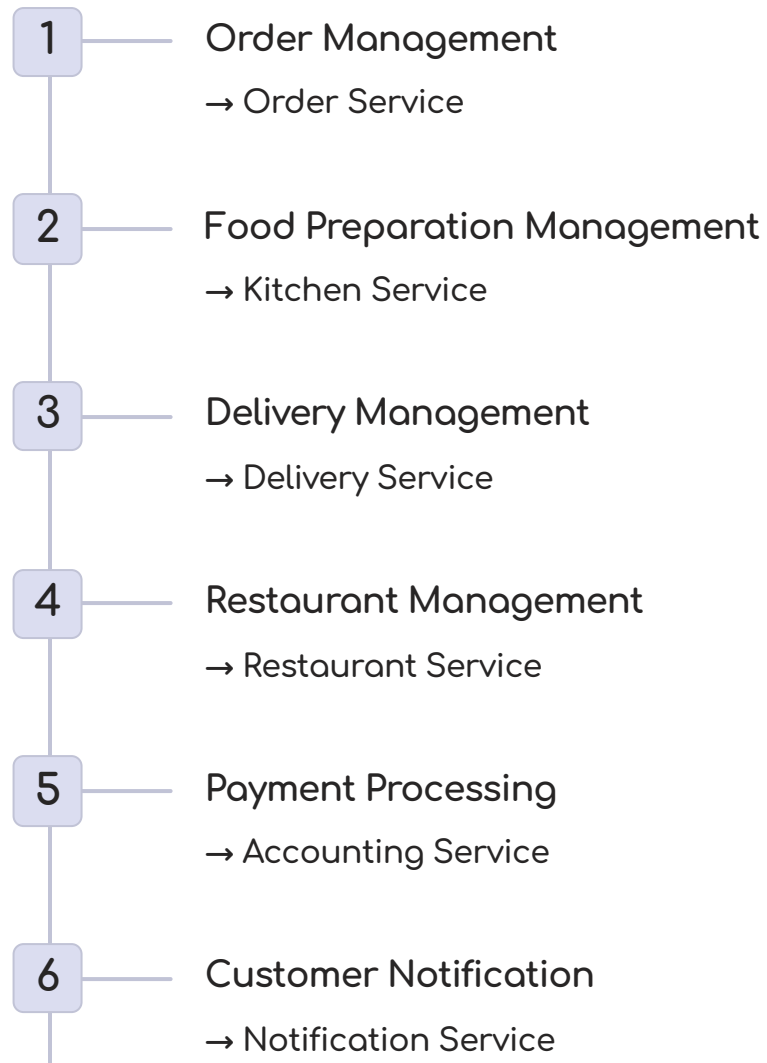 1
Order Management
→ Order Service
2
Food Preparation Management
→ Kitchen Service
3
Delivery Management
→ Delivery Service
4
Restaurant Management
→ Restaurant Service
5
Payment Processing
→ Accounting Service
6
Customer Notification
→ Notification Service